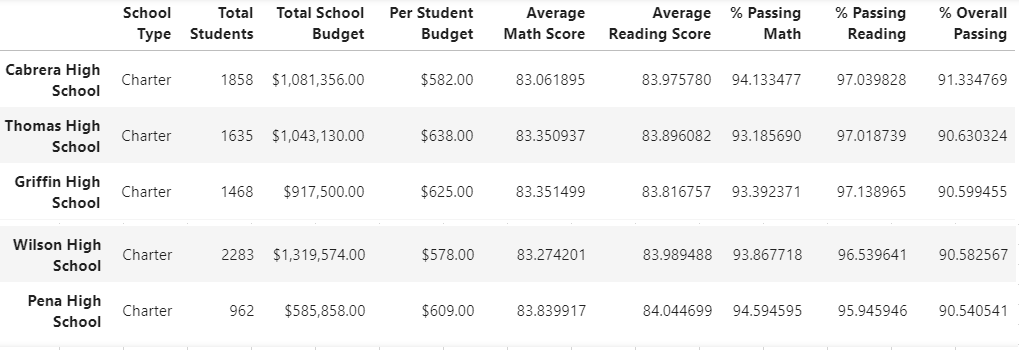 School Total Total School Per Student Average Average % Passing % Passing % Overall
Type Students Budget Budget Math Score Reading Score Math Reading Passing
Cabrera High School Charter 1858 $1,081,356.00 $582.00 83.061895 83.975780 94.133477 97.039828 91.334769
Thomas High School Charter 1635 $1,043,130.00 $638.00 83.350937 83.896082 93.185690 97.018739 90.630324
Griffin High School Charter 1468 $917,500.00 $625.00 83.351499 83.816757 93.392371 97.138965 90.599455
Wilson High School Charter 2283 $1,319,574.00 $578.00 83.274201 83.989488 93.867718 96.539641 90.582567
Pena High School Charter 962 $585,858.00 $609.00 83.839917 84.044699 94.594595 95.945946 90.540541